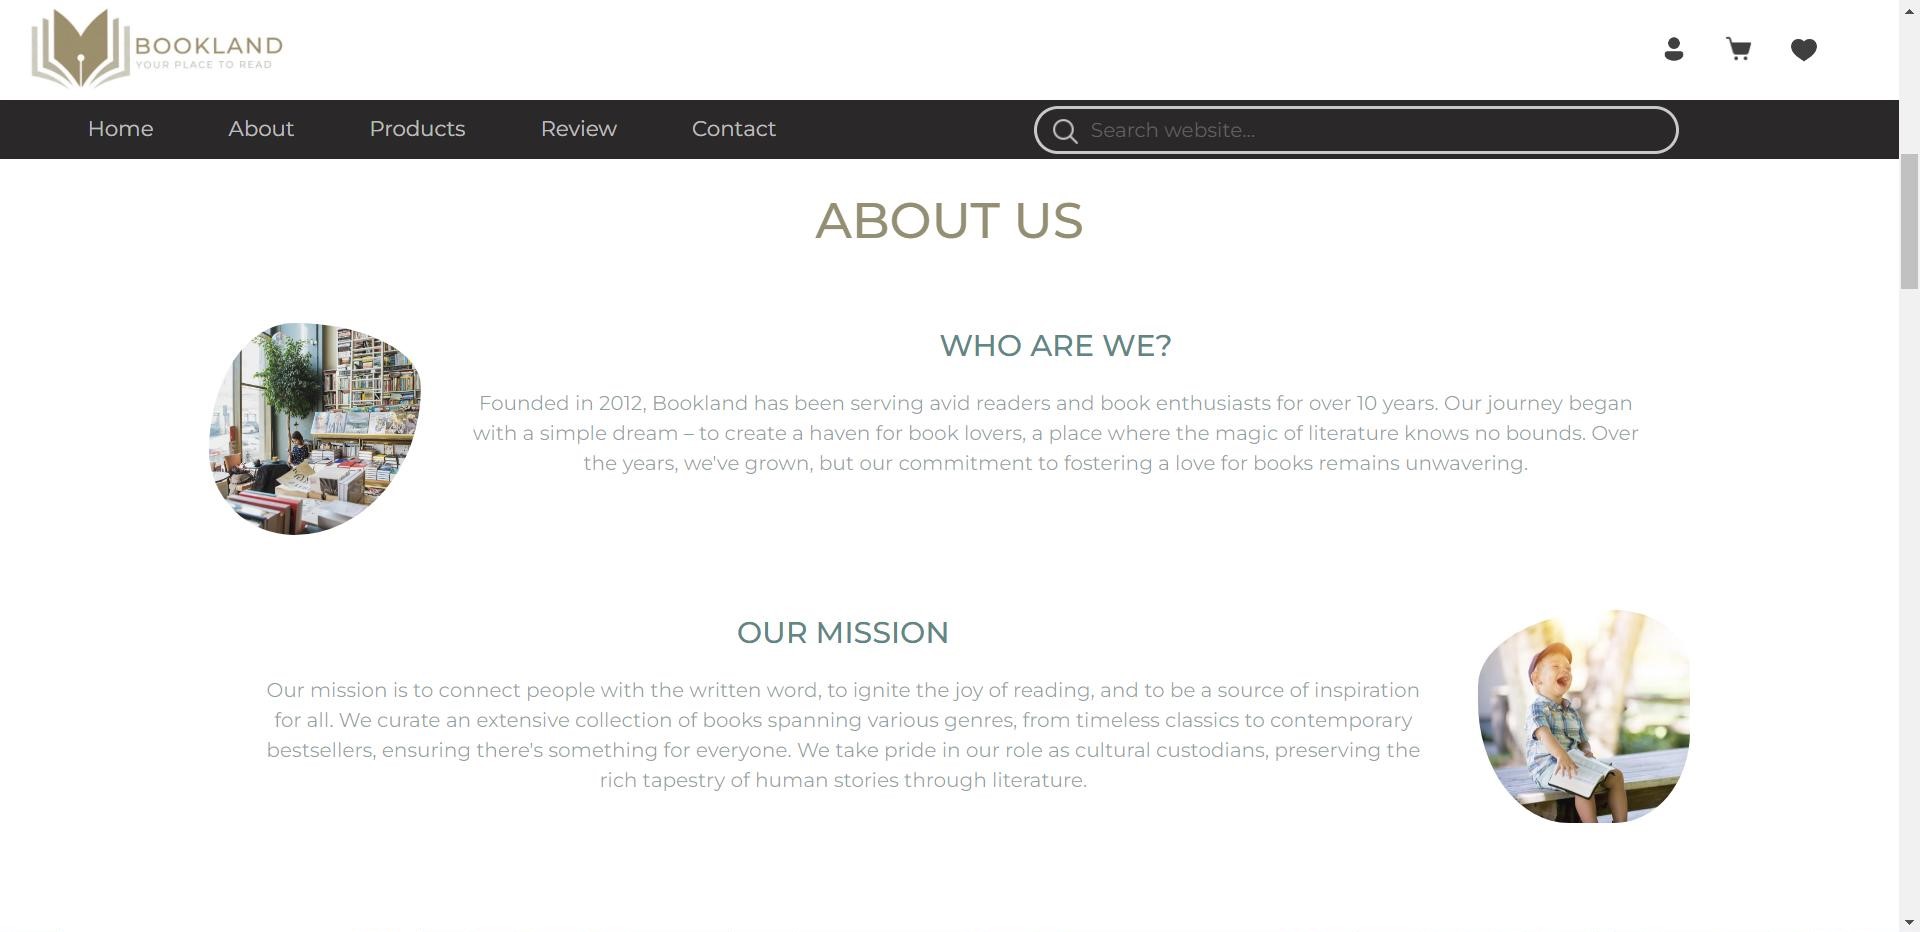 BOOKLAND
YOUR PLACE TO READ
Home About Products Review Contact Search website...
ABOUT US
WHO ARE WE?
Founded in 2012, Bookland has been serving avid readers and book enthusiasts for over 10 years. Our journey began
with a simple dream – to create a haven for book lovers, a place where the magic of literature knows no bounds. Over
the years, we've grown, but our commitment to fostering a love for books remains unwavering.
OUR MISSION
Our mission is to connect people with the written word, to ignite the joy of reading, and to be a source of inspiration
for all. We curate an extensive collection of books spanning various genres, from timeless classics to contemporary
bestsellers, ensuring there's something for everyone. We take pride in our role as cultural custodians, preserving the
rich tapestry of human stories through literature.